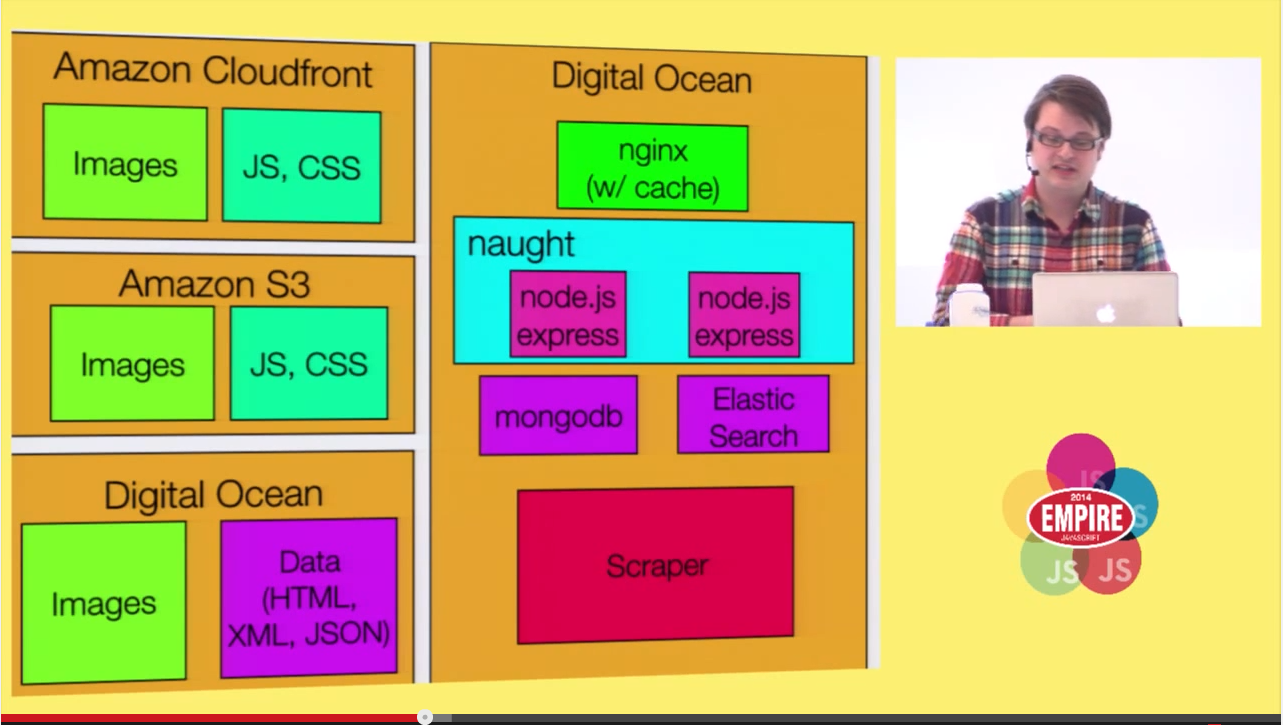 Amazon Cloudfront
Images
JS, CSS
Amazon S3
Images
JS, CSS
Digital Ocean
Images
Data
(HTML,
XML, JSON)
Digital Ocean
nginx
(w/ cache)
naught
node.js
express
node.js
express
mongodb
Elastic
Search
Scraper
JS
2014
EMPIRE
JAVASCRIPT
S
JS
JS